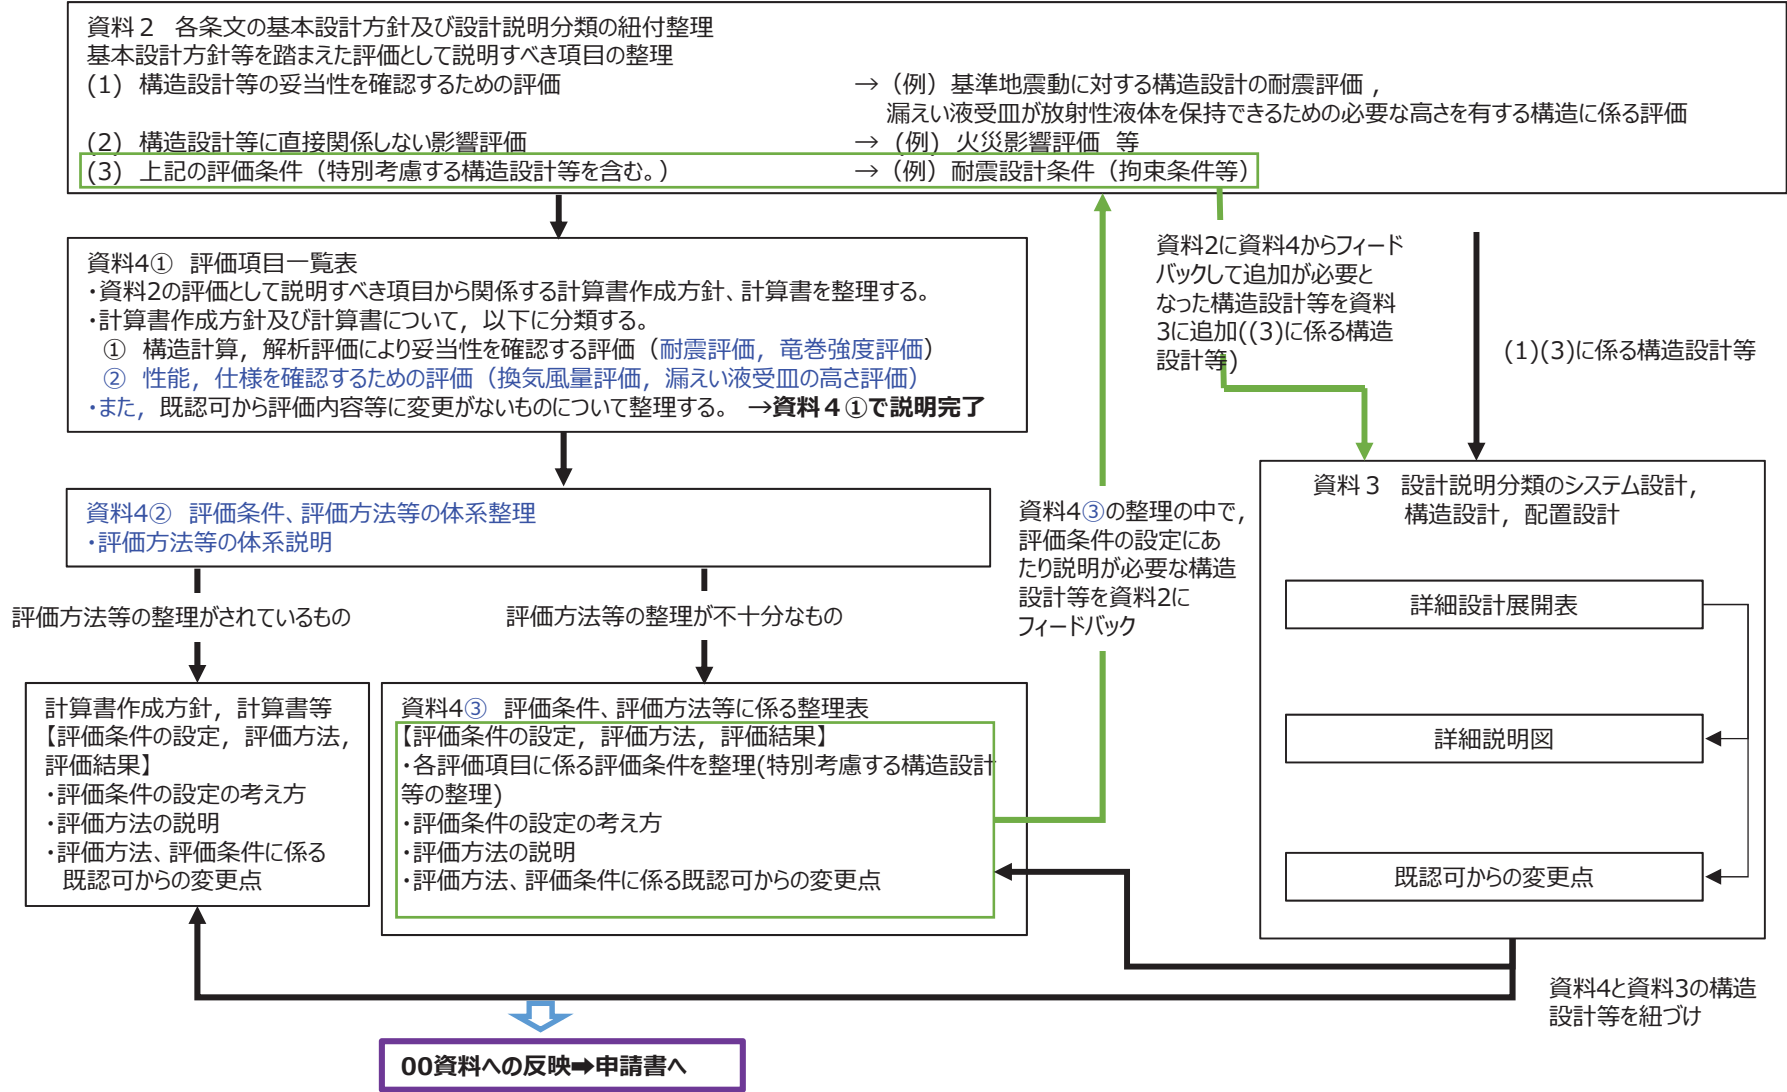 資料２　各条文の基本設計方針及び設計説明分類の紐付整理
基本設計方針等を踏まえた評価として説明すべき項目の整理
(1)　構造設計等の妥当性を確認するための評価　→（例）基準地震動に対する構造設計の耐震評価，
漏えい液受皿が放射性液体を保持できるための必要な高さを有する構造に係る評価
(2)　構造設計等に直接関係しない影響評価　→（例）火災影響評価　等
(3)　上記の評価条件（特別考慮する構造設計等を含む。）　→（例）耐震設計条件（拘束条件等）
資料4①　評価項目一覧表
・資料2の評価として説明すべき項目から関係する計算書作成方針、計算書を整理する。
・計算書作成方針及び計算書について，以下に分類する。
①　構造計算，解析評価により妥当性を確認する評価（耐震評価，竜巻強度評価）
②　性能，仕様を確認するための評価（換気風量評価，漏えい液受皿の高さ評価）
・また，既認可から評価内容等に変更がないものについて整理する。　→資料４①で説明完了
資料2に資料4からフィード
バックして追加が必要と
なった構造設計等を資料
3に追加((3)に係る構造
設計等)
(1)(3)に係る構造設計等
資料4②　評価条件、評価方法等の体系整理
・評価方法等の体系説明
評価方法等の整理がされているもの
評価方法等の整理が不十分なもの
資料4③の整理の中で，
評価条件の設定にあ
たり説明が必要な構造
設計等を資料2に
フィードバック
計算書作成方針，計算書等
【評価条件の設定，評価方法，
評価結果】
・評価条件の設定の考え方
・評価方法の説明
・評価方法、評価条件に係る
既認可からの変更点
資料4③　評価条件、評価方法等に係る整理表
【評価条件の設定，評価方法，評価結果】
・各評価項目に係る評価条件を整理(特別考慮する構造設計
等の整理)
・評価条件の設定の考え方
・評価方法の説明
・評価方法、評価条件に係る既認可からの変更点
資料３　設計説明分類のシステム設計，
構造設計，配置設計
詳細設計展開表
詳細説明図
既認可からの変更点
資料4と資料3の構造
設計等を紐づけ
00資料への反映➡申請書へ